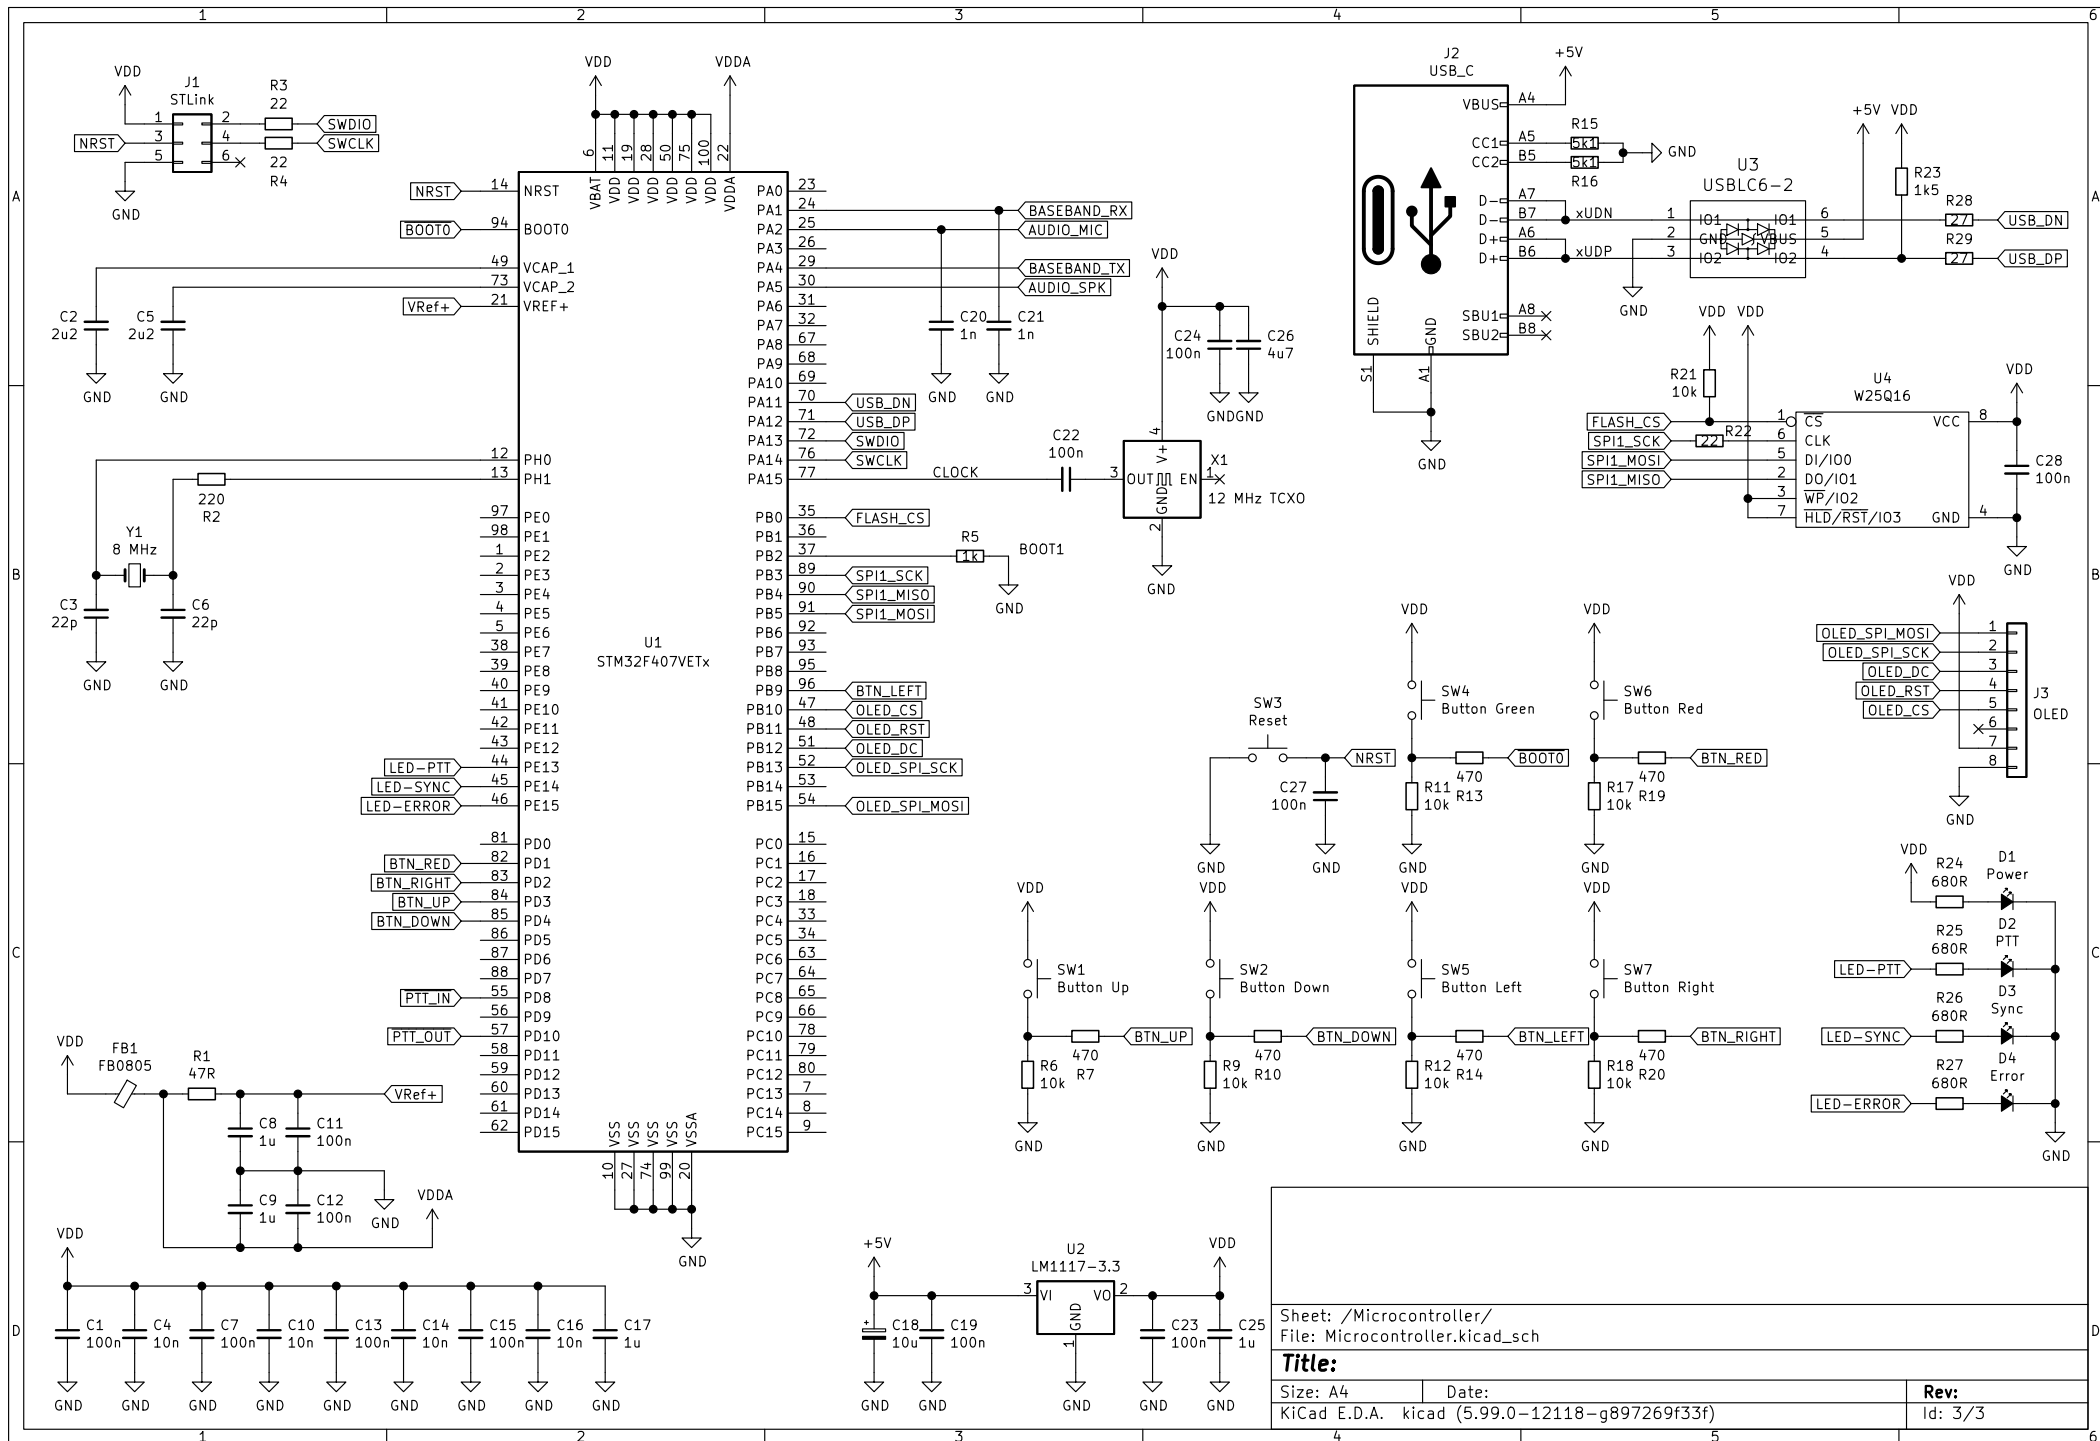 1 2 3 4 5 6
A B C D
VDD
J1
STLink
1 2
3 4
5 6
NRST
GND
R3
22
SWDIO
SWCLK
22
R4
VDD
VDDA
6 11 19 28 50 75 100 22
VBAT VDD VDD VDD VDD VDD VDD VDDA
NRST 14 NRST
BOOT0 94 BOOT0
49 VCAP_1
73 VCAP_2
VRef+ 21 VREF+
C2
2u2
GND
C5
2u2
GND
12 PH0
13 PH1
220
R2
Y1
8 MHz
C3
22p
GND
C6
22p
GND
97 PE0
98 PE1
1 PE2
2 PE3
3 PE4
4 PE5
5 PE6
38 PE7
39 PE8
40 PE9
41 PE10
42 PE11
43 PE12
LED-PTT 44 PE13
LED-SYNC 45 PE14
LED-ERROR 46 PE15
81 PD0
BTN_RED 82 PD1
BTN_RIGHT 83 PD2
BTN_UP 84 PD3
BTN_DOWN 85 PD4
86 PD5
87 PD6
88 PD7
PTT_IN 55 PD8
56 PD9
PTT_OUT 57 PD10
58 PD11
59 PD12
60 PD13
61 PD14
62 PD15
U1
STM32F407VETx
PA0 23
PA1 24 BASEBAND_RX
PA2 25 AUDIO_MIC
PA3 26
PA4 29 BASEBAND_TX
PA5 30 AUDIO_SPK
PA6 31
PA7 32
PA8 67
PA9 68
PA10 69
PA11 70 USB_DN
PA12 71 USB_DP
PA13 72 SWDIO
PA14 76 SWCLK
PA15 77 CLOCK
PB0 35 FLASH_CS
PB1 36
PB2 37
PB3 89 SPI1_SCK
PB4 90 SPI1_MISO
PB5 91 SPI1_MOSI
PB6 92
PB7 93
PB8 95
PB9 96 BTN_LEFT
PB10 47 OLED_CS
PB11 48 OLED_RST
PB12 51 OLED_DC
PB13 52 OLED_SPI_SCK
PB14 53
PB15 54 OLED_SPI_MOSI
PC0 15
PC1 16
PC2 17
PC3 18
PC4 33
PC5 34
PC6 63
PC7 64
PC8 65
PC9 66
PC10 78
PC11 79
PC12 80
PC13 7
PC14 8
PC15 9
VSS VSS VSS VSS VSSA
10 27 74 99 20
GND
C20
1n
GND
C21
1n
GND
R5
1k
BOOT1
GND
C22
100n
VDD
C24
100n
C26
4u7
GND GND
4
V+
X1
3 OUT EN 1
GND
12 MHz TCXO
2
GND
J2
USB_C
+5V
VBUS A4
CC1 A5
CC2 B5
D- A7
D- B7
D+ A6
D+ B6
SBU1 A8
SBU2 B8
SHIELD GND
S1 A1
GND
R15
5k1
5k1
R16
GND
xUDN
xUDP
U3
USBLC6-2
1 IO1 IO1 6
2 GND VBUS 5
3 IO2 IO2 4
GND
+5V VDD
R23
1k5
R28
27
USB_DN
R29
27
USB_DP
VDD VDD
R21
10k
U4
W25Q16
FLASH_CS 1 CS
SPI1_SCK 22 R22 6 CLK
SPI1_MOSI 5 DI/IO0
SPI1_MISO 2 DO/IO1
3 WP/IO2
7 HLD/RST/IO3
VCC 8
GND 4
VDD
C28
100n
GND
VDD
OLED_SPI_MOSI 1
OLED_SPI_SCK 2
OLED_DC 3
OLED_RST 4
OLED_CS 5
6
7
8
J3
OLED
GND
SW3
Reset
NRST
C27
100n
GND
GND
VDD
SW4
Button Green
BOOT0
470
R13
R11
10k
GND
VDD
SW6
Button Red
BTN_RED
470
R19
R17
10k
GND
VDD
SW1
Button Up
BTN_UP
470
R7
R6
10k
GND
VDD
SW2
Button Down
BTN_DOWN
470
R10
R9
10k
GND
VDD
SW5
Button Left
BTN_LEFT
470
R14
R12
10k
GND
VDD
SW7
Button Right
BTN_RIGHT
470
R20
R18
10k
GND
VDD
R24
680R
D1
Power
LED-PTT
R25
680R
D2
PTT
LED-SYNC
R26
680R
D3
Sync
LED-ERROR
R27
680R
D4
Error
GND
VDD
FB1
FB0805
R1
47R
VRef+
C8
1u
C11
100n
C9
1u
C12
100n
GND
VDDA
VDD
C1
100n
C4
10n
C7
100n
C10
10n
C13
100n
C14
10n
C15
100n
C16
10n
C17
1u
GND GND GND GND GND GND GND GND GND
+5V
U2
LM1117-3.3
VDD
3 VI VO 2
GND
1
+
C18
10u
C19
100n
C23
100n
C25
1u
GND GND GND GND GND
Sheet: /Microcontroller/
File: Microcontroller.kicad_sch
Title:
Size: A4 Date: Rev:
KiCad E.D.A. kicad (5.99.0-12118-g897269f33f) Id: 3/3
1 2 3 4 5 6
A B C D